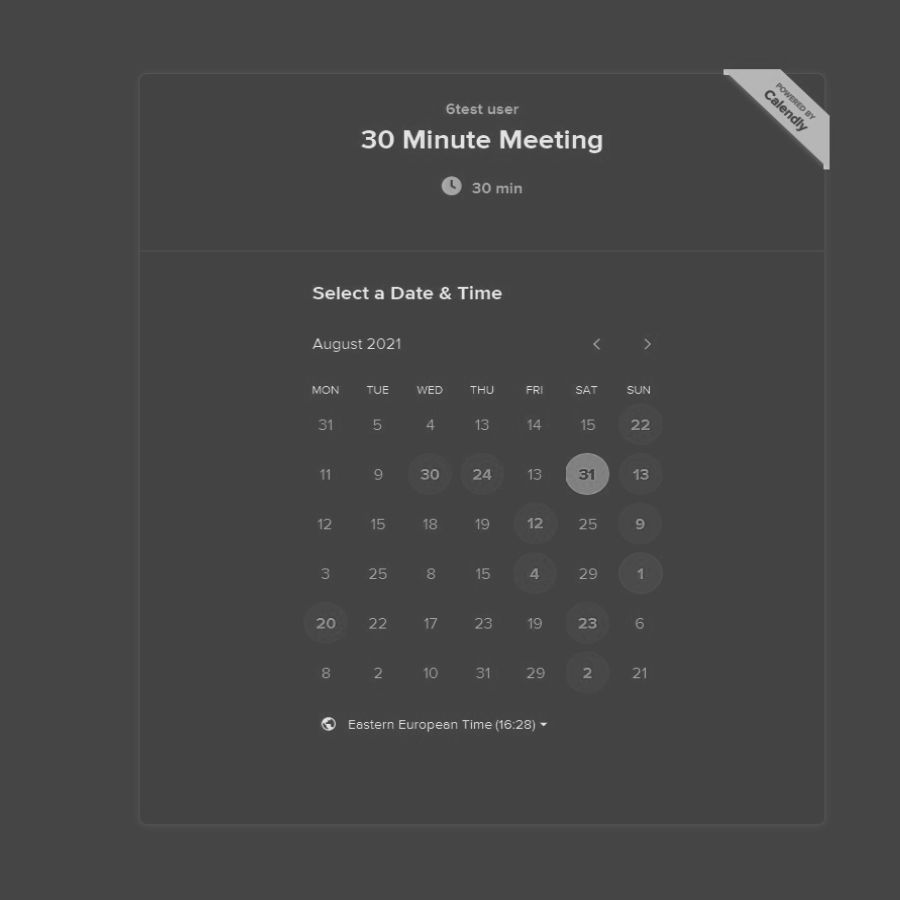 POWERED BY
Calendly
6test user
30 Minute Meeting
30 min
Select a Date & Time
August 2021
MON TUE WED THU FRI SAT SUN
31 5 4 13 14 15 22
11 9 30 24 13 31 13
12 15 18 19 12 25 9
3 25 8 15 4 29 1
20 22 17 23 19 23 6
8 2 10 31 29 2 21
Eastern European Time (16:28)